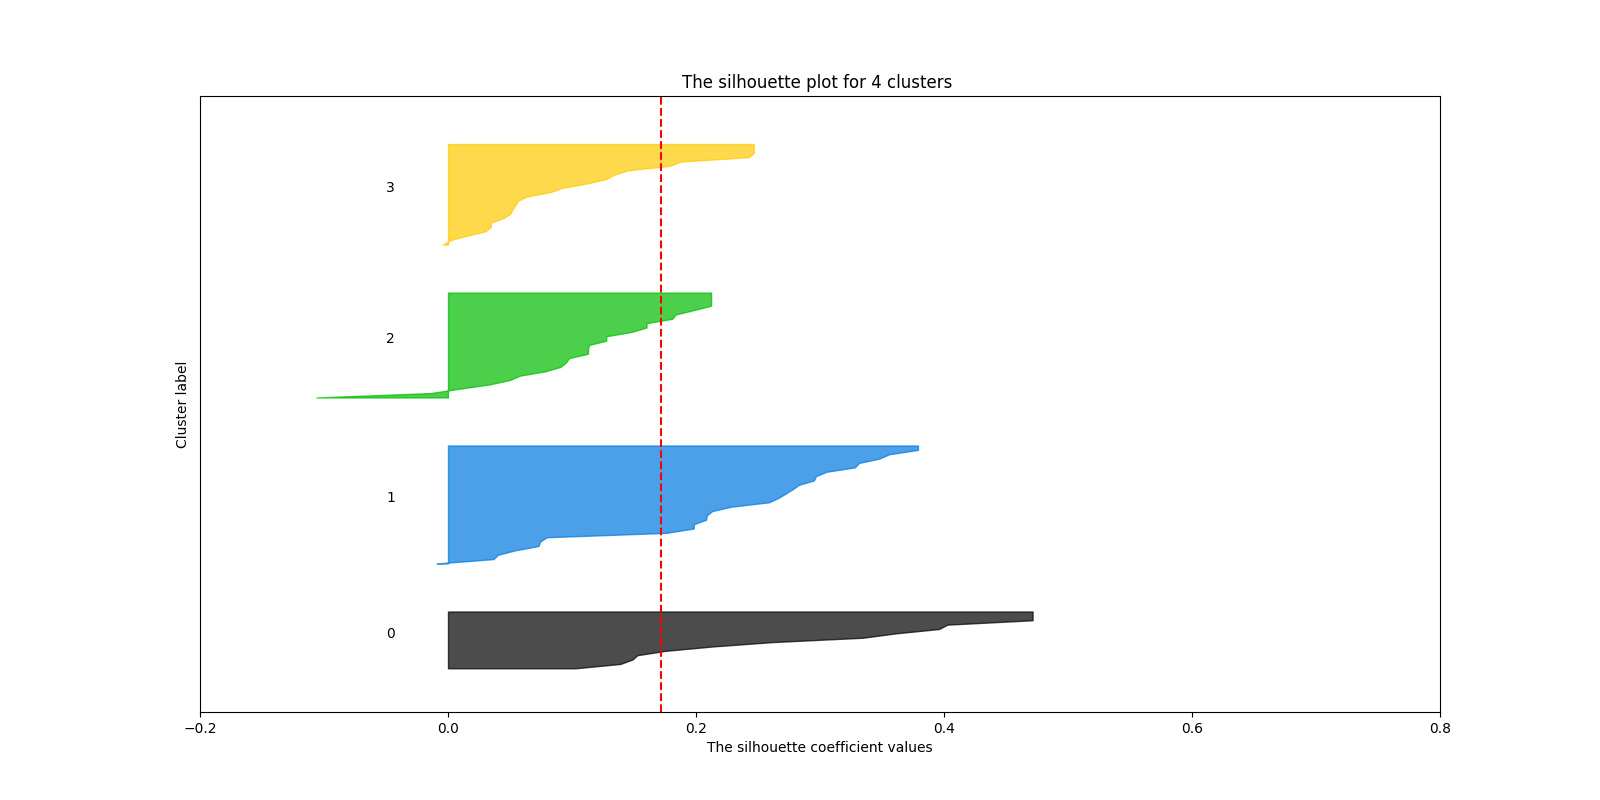 The silhouette plot for 4 clusters
3
2
1
0
Cluster label
−0.2 0.0 0.2 0.4 0.6 0.8
The silhouette coefficient values